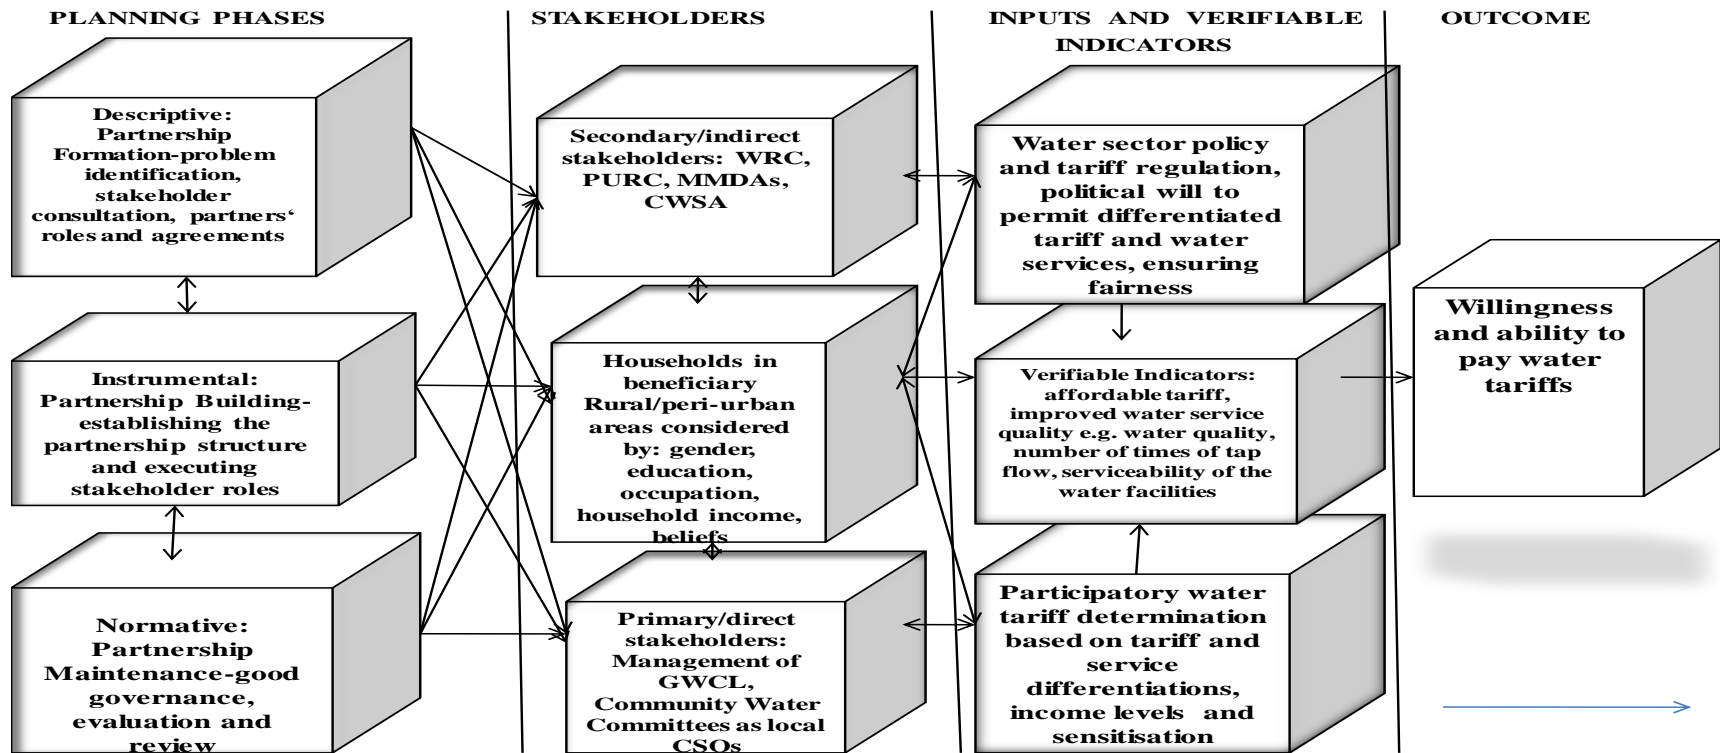 PLANNING PHASES
STAKEHOLDERS
INPUTS AND VERIFIABLE
INDICATORS
OUTCOME
Descriptive:
Partnership
Formation-problem
identification,
stakeholder
consultation, partners‘
roles and agreements
Instrumental:
Partnership Building-
establishing the
partnership structure
and executing
stakeholder roles
Normative:
Partnership
Maintenance-good
governance,
evaluation and
review
Secondary/indirect
stakeholders: WRC,
PURC, MMDAs,
CWSA
Households in
beneficiary
Rural/peri-urban
areas considered
by: gender,
education,
occupation,
household income,
beliefs
Primary/direct
stakeholders:
Management of
GWCL,
Community Water
Committees as local
CSOs
Water sector policy
and tariff regulation,
political will to
permit differentiated
tariff and water
services, ensuring
fairness
Verifiable Indicators:
affordable tariff,
improved water service
quality e.g. water quality,
number of times of tap
flow, serviceability of the
water facilities
Participatory water
tariff determination
based on tariff and
service
differentiations,
income levels and
sensitisation
Willingness
and ability to
pay water
tariffs